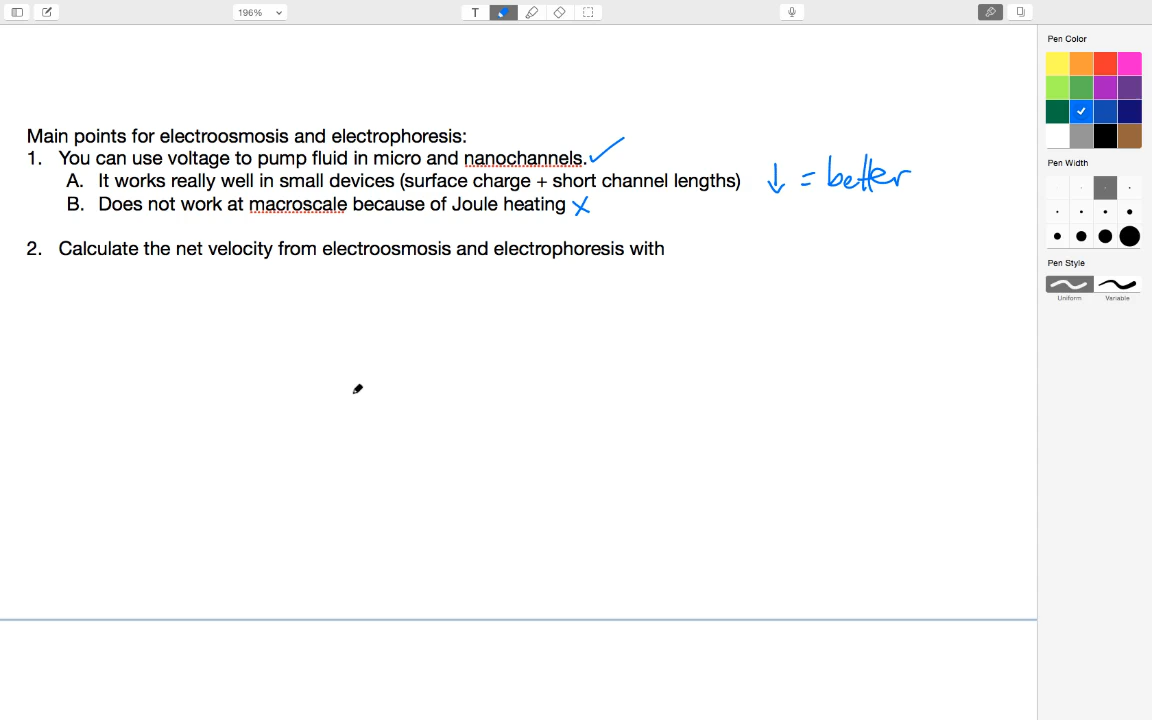 196%
T
Pen Color
Main points for electroosmosis and electrophoresis:
1. You can use voltage to pump fluid in micro and nanochannels.
A. It works really well in small devices (surface charge + short channel lengths) ↓ = better
B. Does not work at macroscale because of Joule heating X
2. Calculate the net velocity from electroosmosis and electrophoresis with
Pen Width
Pen Style
Uniform Variable